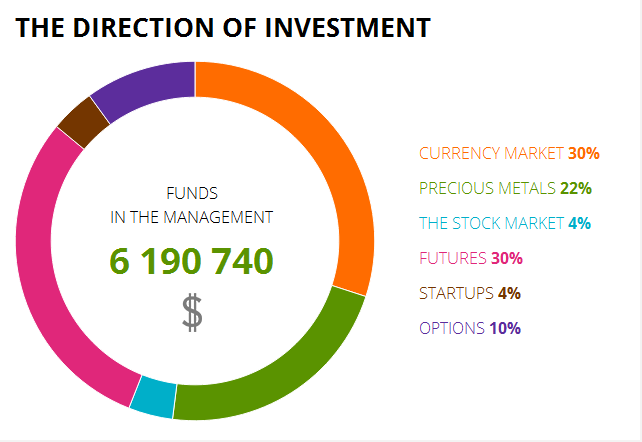 THE DIRECTION OF INVESTMENT
FUNDS
IN THE MANAGEMENT
6 190 740
$
CURRENCY MARKET 30%
PRECIOUS METALS 22%
THE STOCK MARKET 4%
FUTURES 30%
STARTUPS 4%
OPTIONS 10%